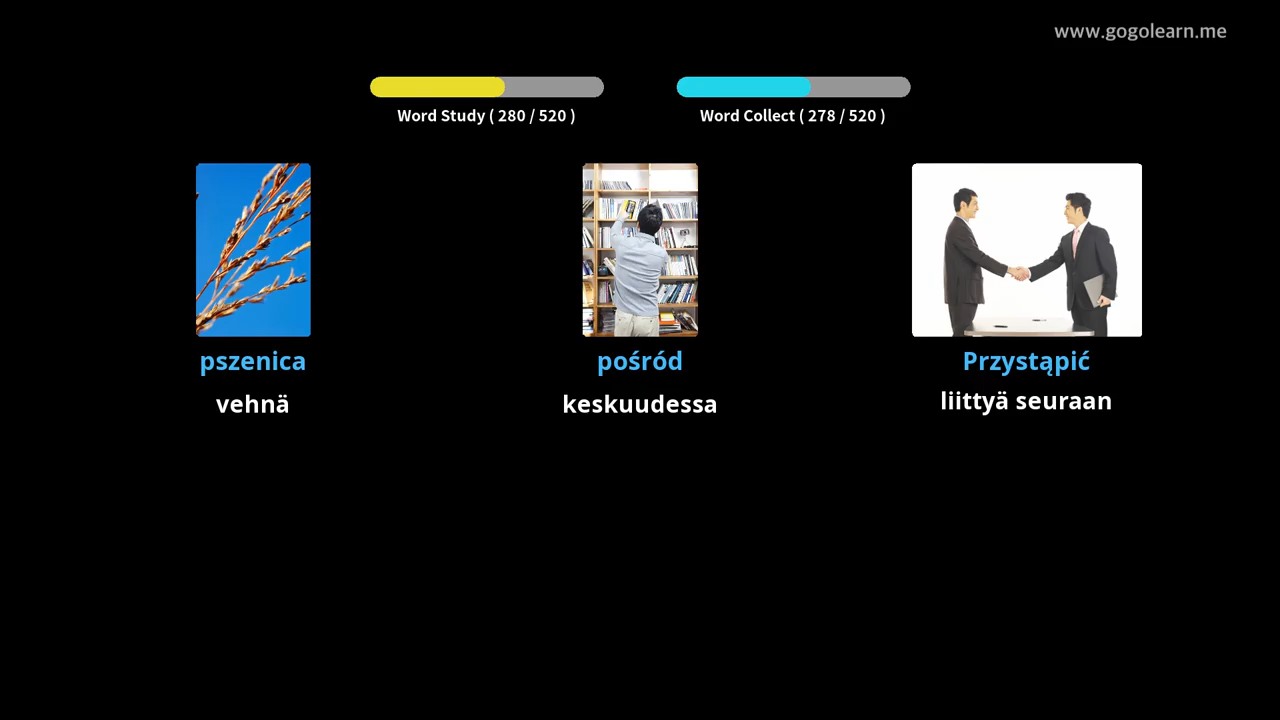 www.gogolearn.me
Word Study ( 280 / 520 )
Word Collect ( 278 / 520 )
pszenica
pośród
Przystąpić
vehnä
keskuudessa
liittyä seuraan